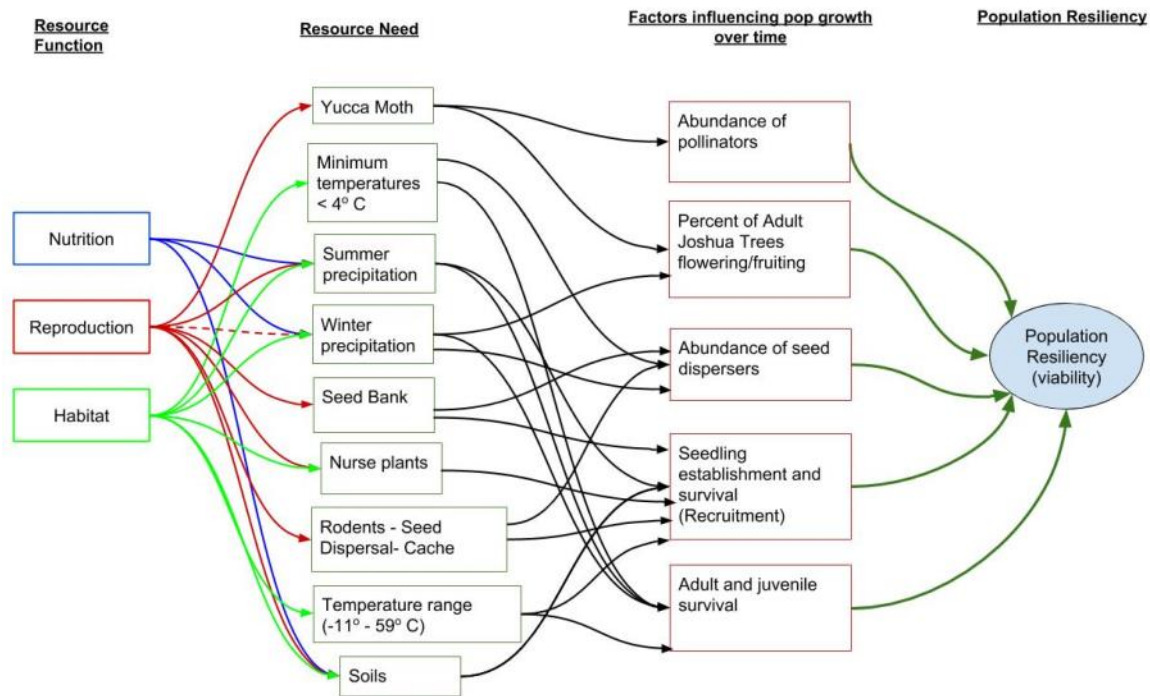 Resource
Function
Resource Need
Factors influencing pop growth
over time
Population Resiliency
Nutrition
Reproduction
Habitat
Yucca Moth
Minimum
temperatures
< 4º C
Summer
precipitation
Winter
precipitation
Seed Bank
Nurse plants
Rodents - Seed
Dispersal- Cache
Temperature range
(-11º - 59º C)
Soils
Abundance of
pollinators
Percent of Adult
Joshua Trees
flowering/fruiting
Abundance of seed
dispersers
Seedling
establishment and
survival
(Recruitment)
Adult and juvenile
survival
Population
Resiliency
(viability)